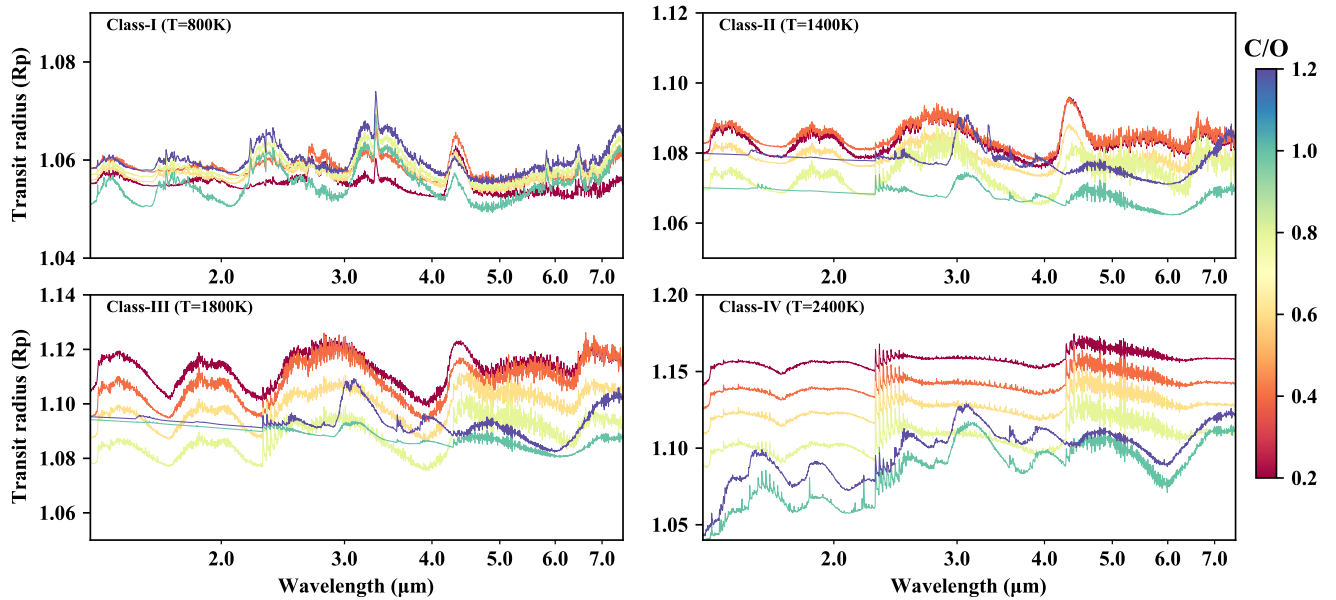 Class-I (T=800K)
Transit radius (Rp)
1.08
1.06
1.04
2.0 3.0 4.0 5.0 6.0 7.0
Class-II (T=1400K)
1.12
1.10
1.08
1.06
2.0 3.0 4.0 5.0 6.0 7.0
C/O
1.2
1.0
0.8
0.6
0.4
0.2
Class-III (T=1800K)
Transit radius (Rp)
1.14
1.12
1.10
1.08
1.06
2.0 3.0 4.0 5.0 6.0 7.0
Wavelength (μm)
Class-IV (T=2400K)
1.20
1.15
1.10
1.05
2.0 3.0 4.0 5.0 6.0 7.0
Wavelength (μm)